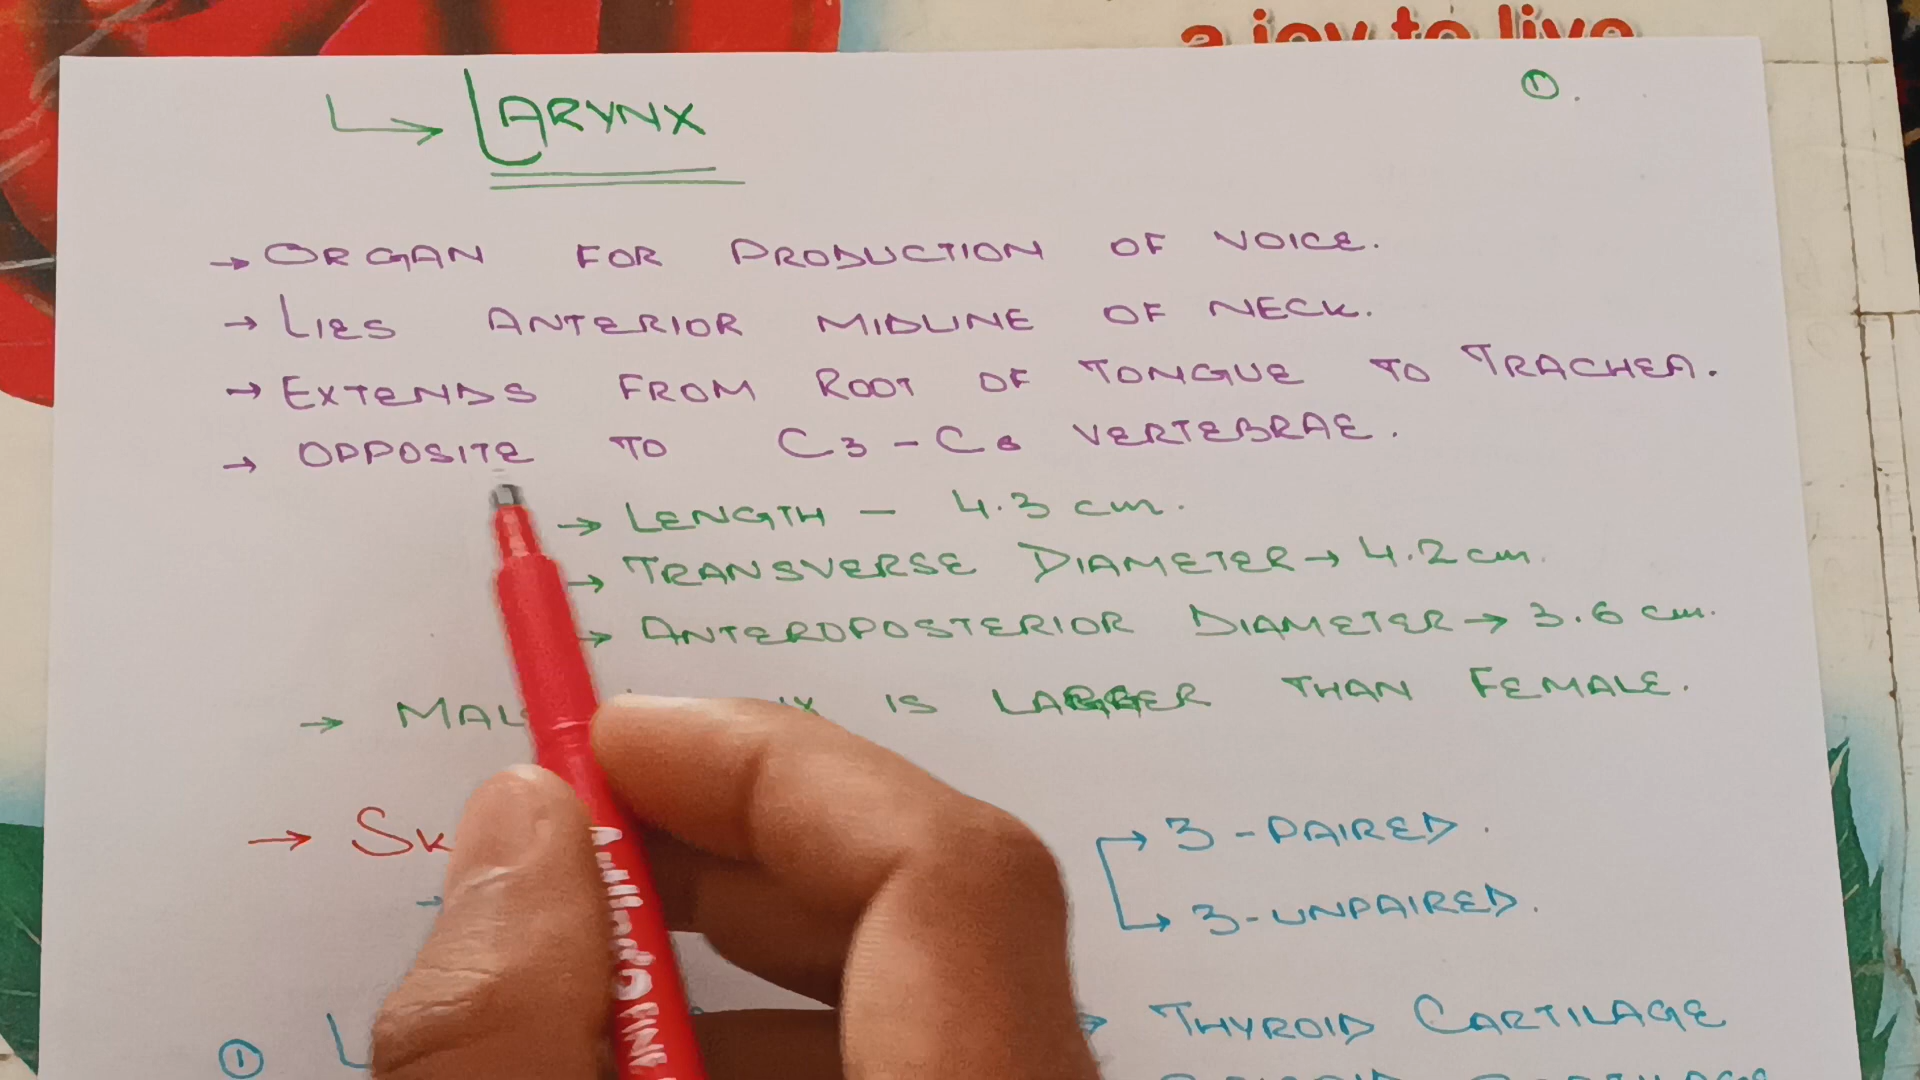 a joy to live
→ LARYNX
1.
→ ORGAN FOR PRODUCTION OF VOICE.
→ LIES ANTERIOR MIDLINE OF NECK.
→ EXTENDS FROM ROOT OF TONGUE TO TRACHEA.
→ OPPOSITE TO C3 - C6 VERTEBRAE.
→ LENGTH - 4.3 cm.
→ TRANSVERSE DIAMETER → 4.2 cm.
→ ANTEROPOSTERIOR DIAMETER → 3.6 cm.
→ IS LARGER THAN FEMALE.
→ 3 - PAIRED.
→ 3 - UNPAIRED.
① THYROID CARTILAGE